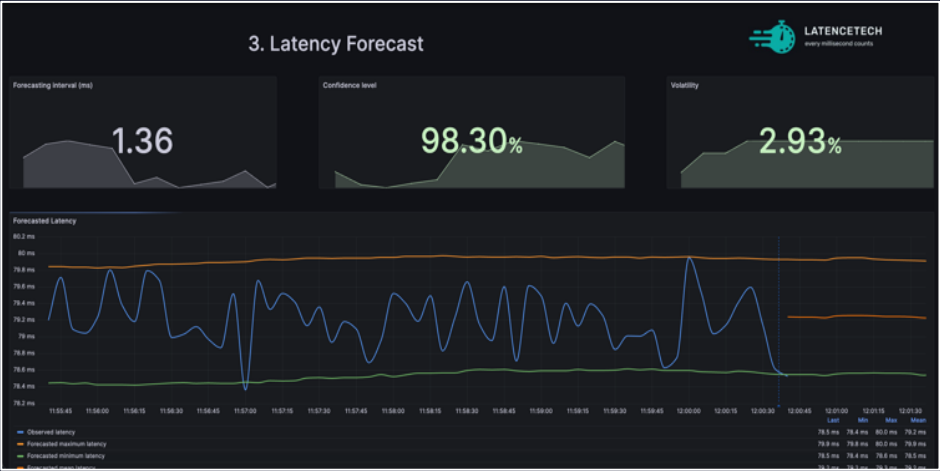 3. Latency Forecast
LATENCETECH
every millisecond counts
Forecasting interval (ms)
1.36
Confidence level
98.30%
Volatility
2.93%
Forecasted Latency
80.2 ms
80 ms
79.8 ms
79.6 ms
79.4 ms
79.2 ms
79 ms
78.8 ms
78.6 ms
78.4 ms
78.2 ms
11:55:45 11:56:00 11:56:15 11:56:30 11:56:45 11:57:00 11:57:15 11:57:30 11:57:45 11:58:00 11:58:15 11:58:30 11:58:45 11:59:00 11:59:15 11:59:30 11:59:45 12:00:00 12:00:15 12:00:30 12:00:45 12:01:00 12:01:15 12:01:30
Last Min Max Mean
Observed latency 78.5 ms 78.4 ms 80.0 ms 79.2 ms
Forecasted maximum latency 79.9 ms 79.8 ms 80.0 ms 79.9 ms
Forecasted minimum latency 78.5 ms 78.4 ms 78.6 ms 78.5 ms
Forecasted mean latency